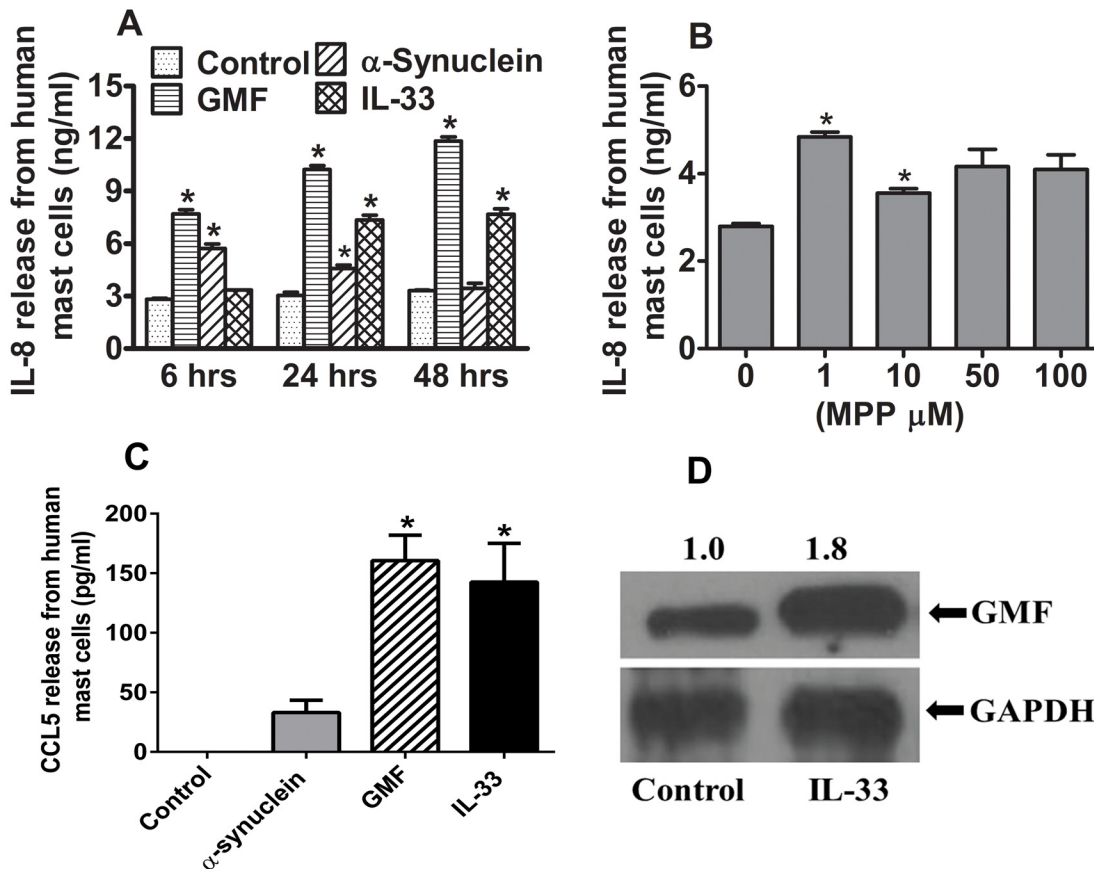 A
Control
α-Synuclein
GMF
IL-33
IL-8 release from human
mast cells (ng/ml)
15
12
9
6
3
0
* * * * * * *
6 hrs 24 hrs 48 hrs
B
IL-8 release from human
mast cells (ng/ml)
6
4
2
0
* *
0 1 10 50 100
(MPP μM)
C
CCL5 release from human
mast cells (pg/ml)
200
150
100
50
0
* *
Control
α-synuclein
GMF
IL-33
D
1.0 1.8
GMF
GAPDH
Control IL-33